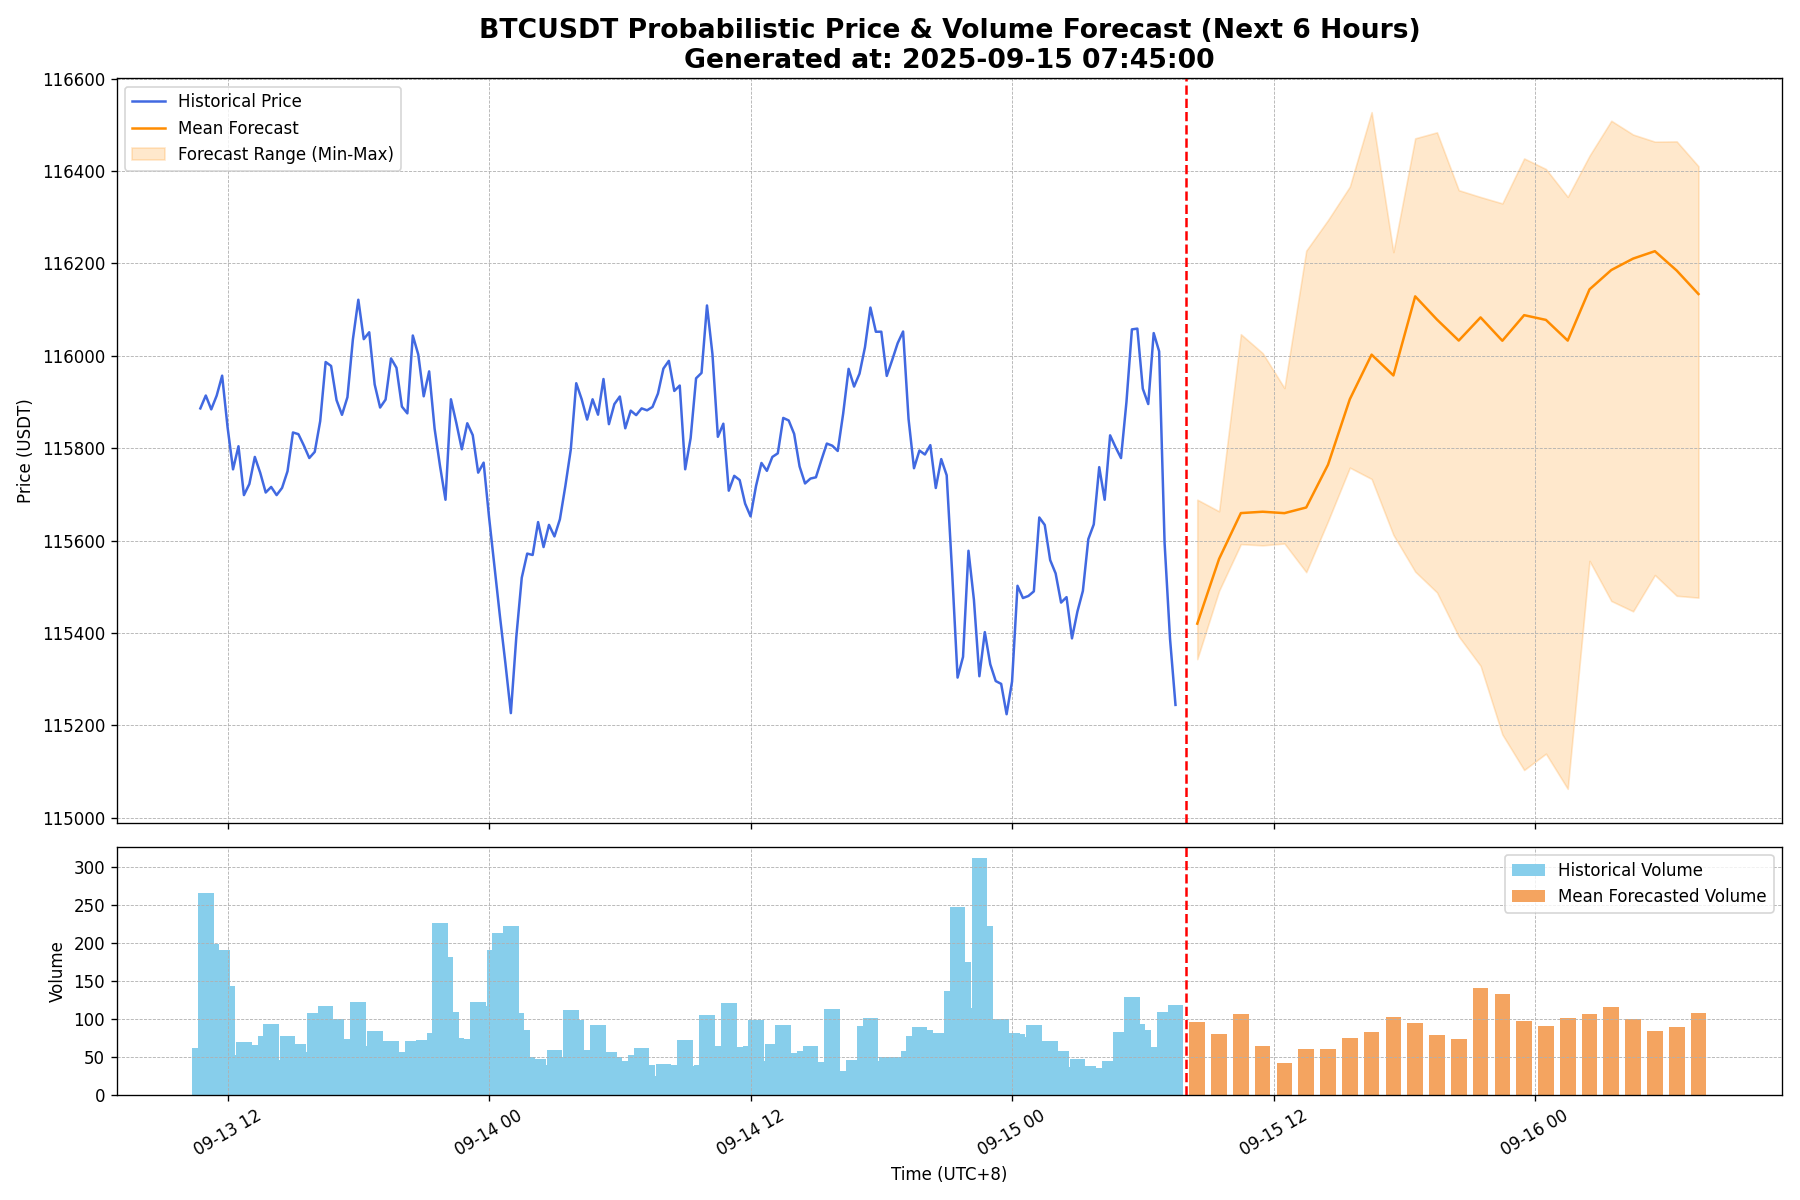 BTCUSDT Probabilistic Price & Volume Forecast (Next 6 Hours)
Generated at: 2025-09-15 07:45:00
Historical Price
Mean Forecast
Forecast Range (Min-Max)
Price (USDT)
116600
116400
116200
116000
115800
115600
115400
115200
115000
Historical Volume
Mean Forecasted Volume
Volume
300
250
200
150
100
50
0
09-13 12
09-14 00
09-14 12
09-15 00
09-15 12
09-16 00
Time (UTC+8)